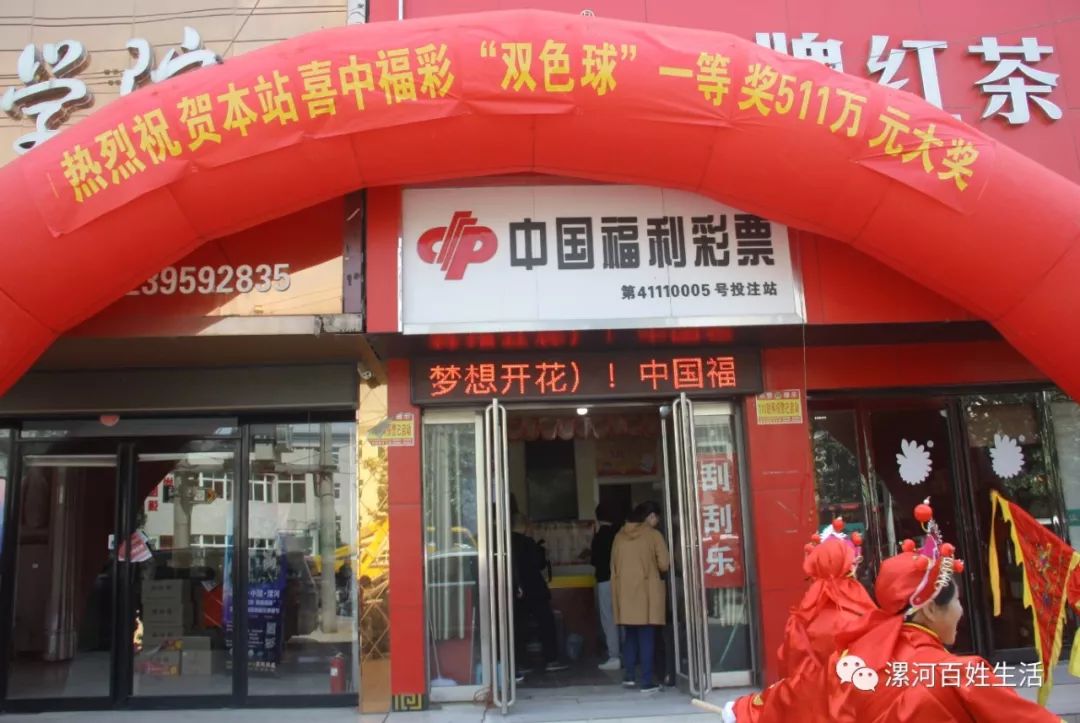 学院
牌红茶
热烈祝贺本站喜中福彩“双色球”一等奖511万元大奖
中国福利彩票
第41110005号投注站
39592835
梦想开花）！中国福
刮刮乐
漯河百姓生活